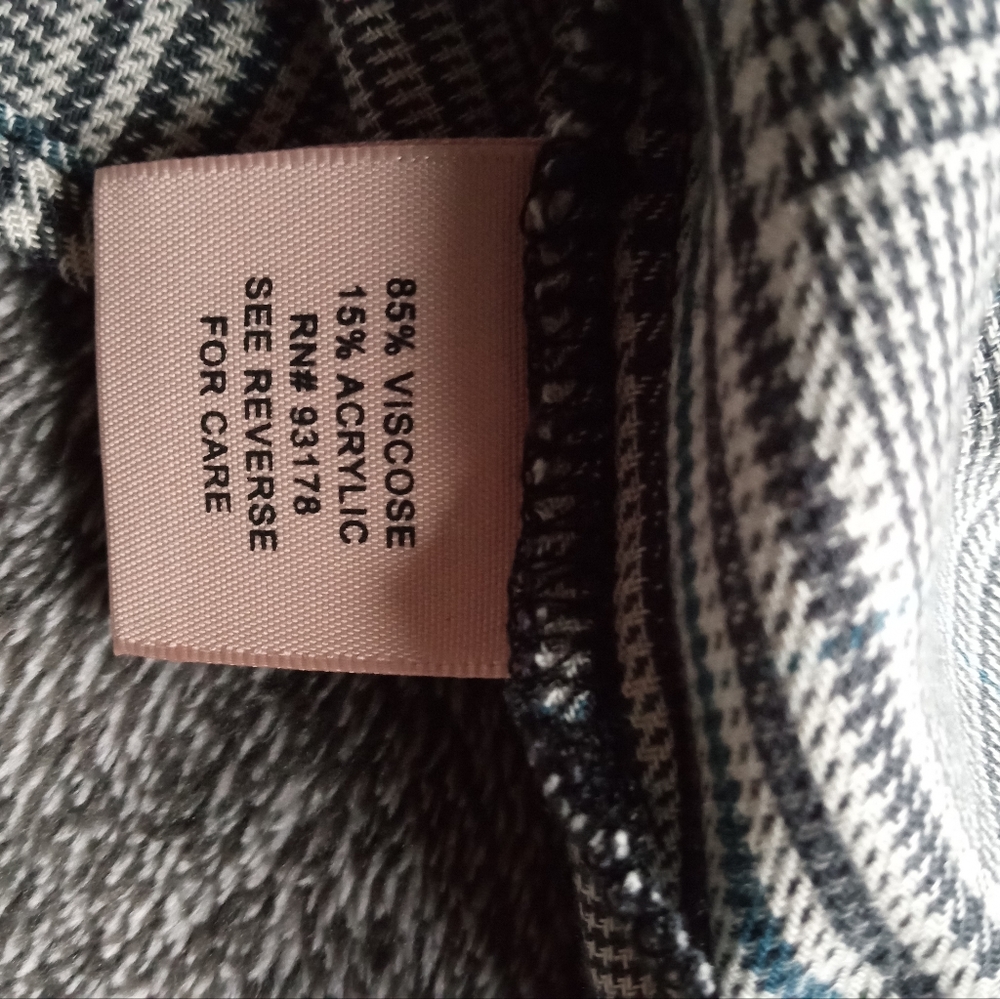 85% VISCOSE
15% ACRYLIC
RN# 93178
SEE REVERSE
FOR CARE